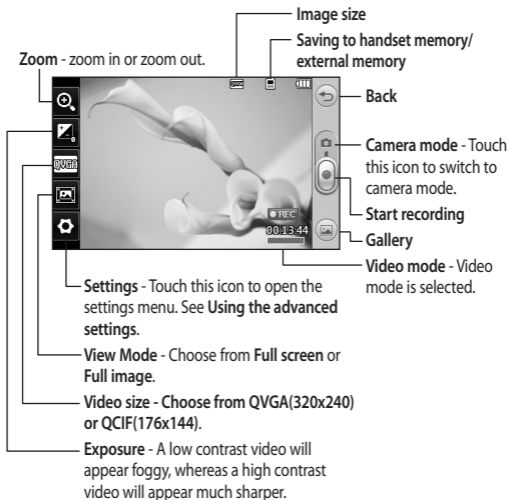 Image size
Saving to handset memory/
external memory
Zoom - zoom in or zoom out.
Back
QVGA
Camera mode - Touch
this icon to switch to
camera mode.
Start recording
REC
00:13:44
Gallery
Video mode - Video
mode is selected.
Settings - Touch this icon to open the
settings menu. See Using the advanced
settings.
View Mode - Choose from Full screen or
Full image.
Video size - Choose from QVGA(320x240)
or QCIF(176x144).
Exposure - A low contrast video will
appear foggy, whereas a high contrast
video will appear much sharper.